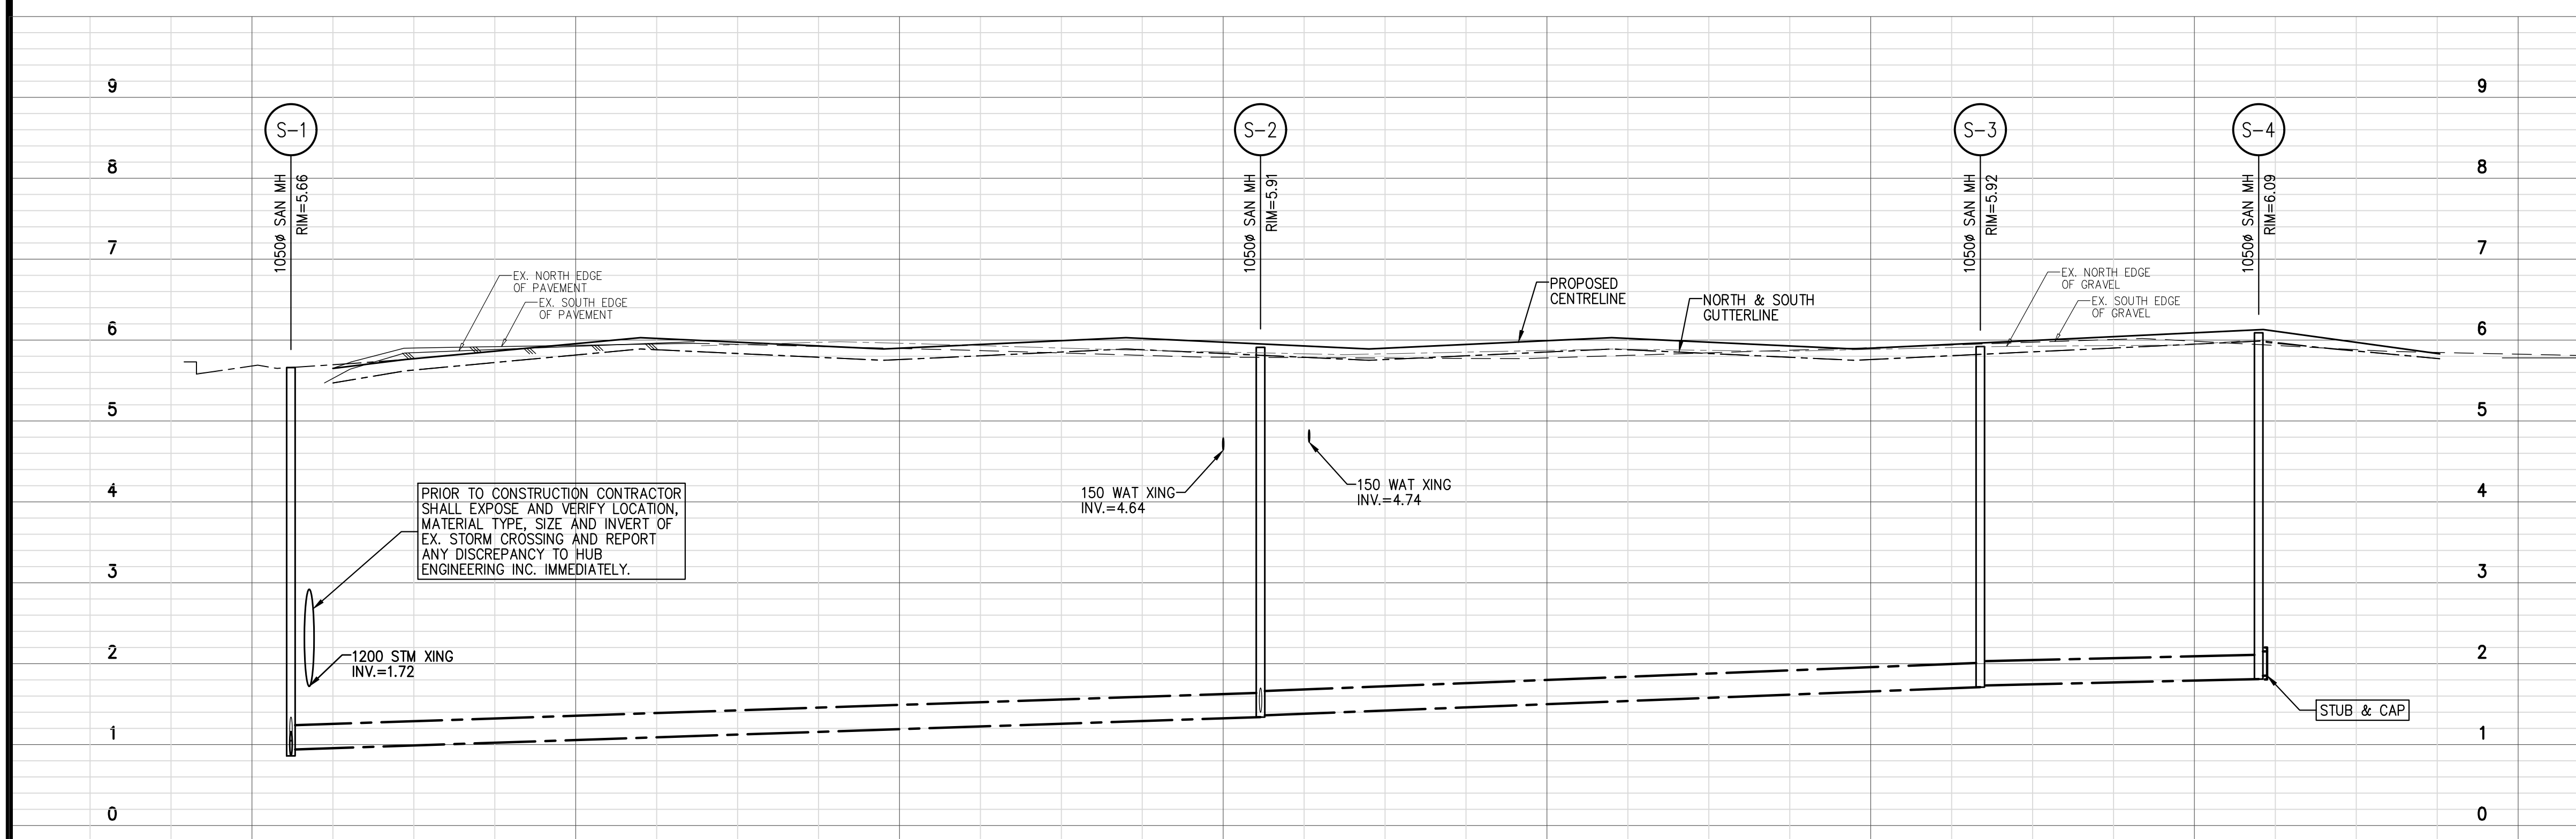 9
9
S-1
S-2
S-3
S-4
8
8
1050ø SAN MH
RIM=5.66
1050ø SAN MH
RIM=5.91
1050ø SAN MH
RIM=5.92
1050ø SAN MH
RIM=6.09
7
7
EX. NORTH EDGE
OF PAVEMENT
EX. SOUTH EDGE
OF PAVEMENT
PROPOSED
CENTRELINE
NORTH & SOUTH
GUTTERLINE
EX. NORTH EDGE
OF GRAVEL
EX. SOUTH EDGE
OF GRAVEL
6
6
5
5
4
4
150 WAT XING
INV.=4.64
150 WAT XING
INV.=4.74
PRIOR TO CONSTRUCTION CONTRACTOR
SHALL EXPOSE AND VERIFY LOCATION,
MATERIAL TYPE, SIZE AND INVERT OF
EX. STORM CROSSING AND REPORT
ANY DISCREPANCY TO HUB
ENGINEERING INC. IMMEDIATELY.
3
3
2
2
1200 STM XING
INV.=1.72
STUB & CAP
1
1
0
0